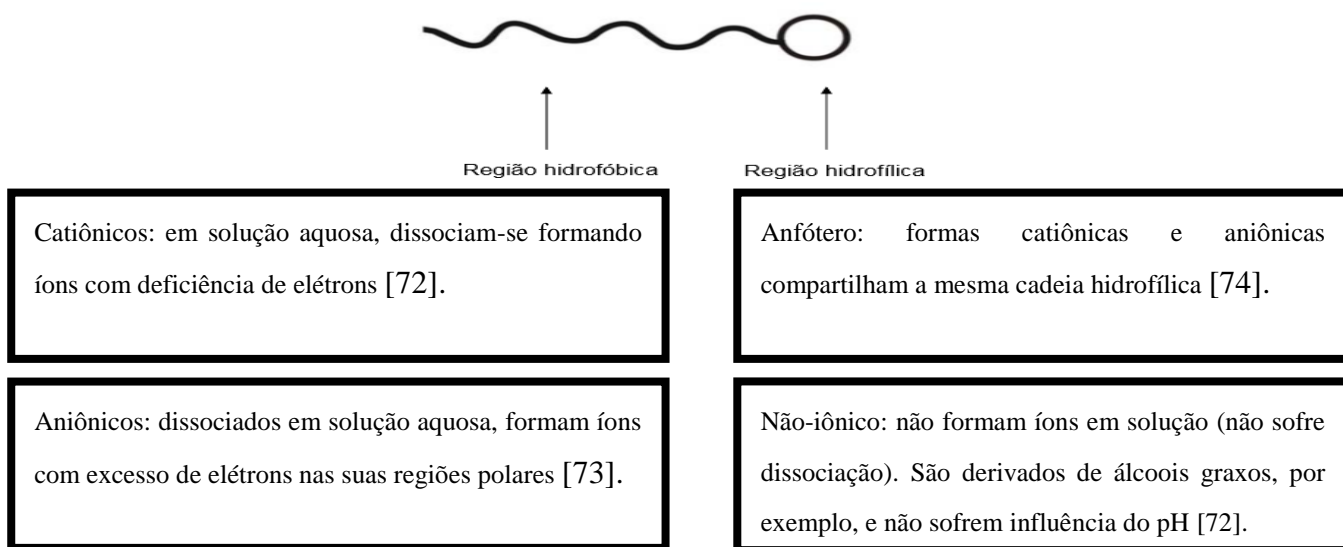 Região hidrofóbica
Região hidrofílica
Catiônicos: em solução aquosa, dissociam-se formando
íons com deficiência de elétrons [72].
Anfótero: formas catiônicas e aniônicas
compartilham a mesma cadeia hidrofílica [74].
Aniônicos: dissociados em solução aquosa, formam íons
com excesso de elétrons nas suas regiões polares [73].
Não-iônico: não formam íons em solução (não sofre
dissociação). São derivados de álcoois graxos, por
exemplo, e não sofrem influência do pH [72].